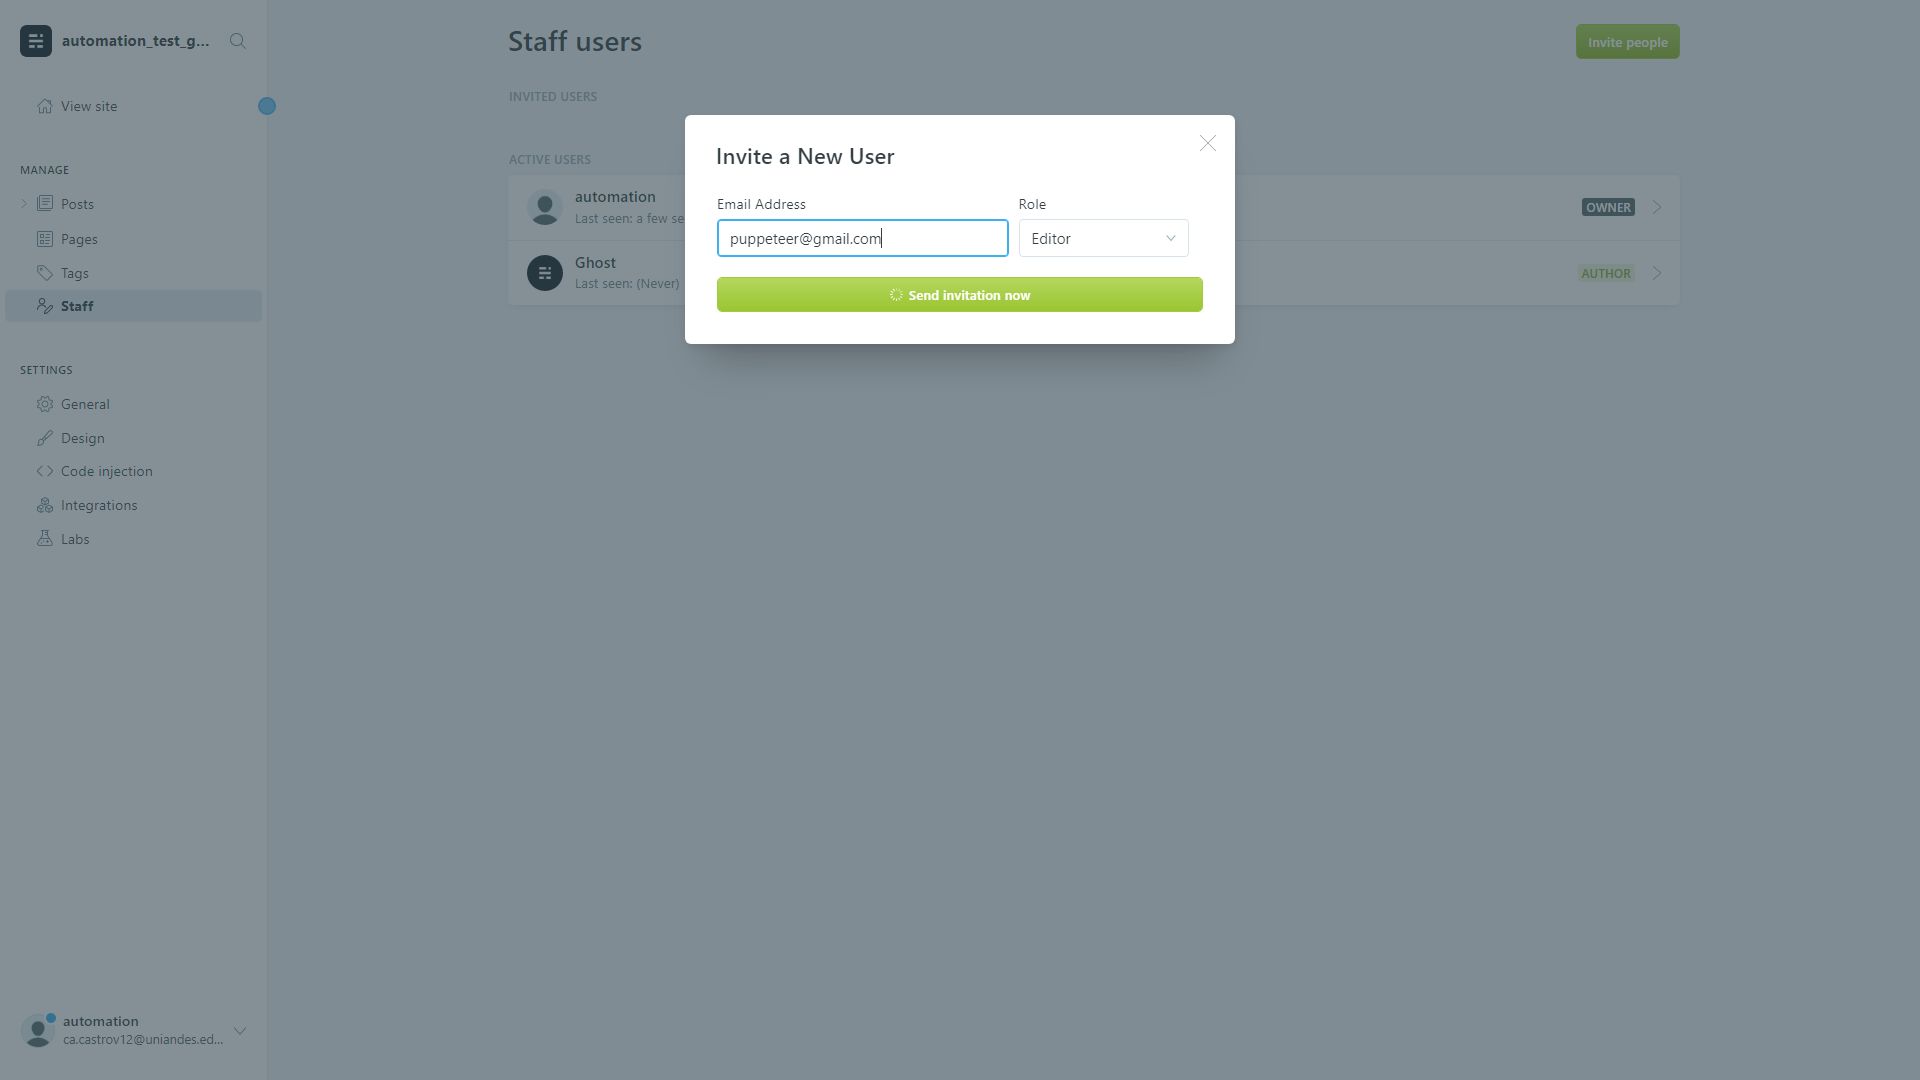 automation_test_g...
View site
MANAGE
Posts
Pages
Tags
Staff
SETTINGS
General
Design
Code injection
Integrations
Labs
automation
ca.castrov12@uniandes.ed...
Staff users
Invite people
INVITED USERS
ACTIVE USERS
automation
Last seen: a few se
OWNER
Ghost
Last seen: (Never)
AUTHOR
Invite a New User
Email Address Role
puppeteer@gmail.com Editor
Send invitation now